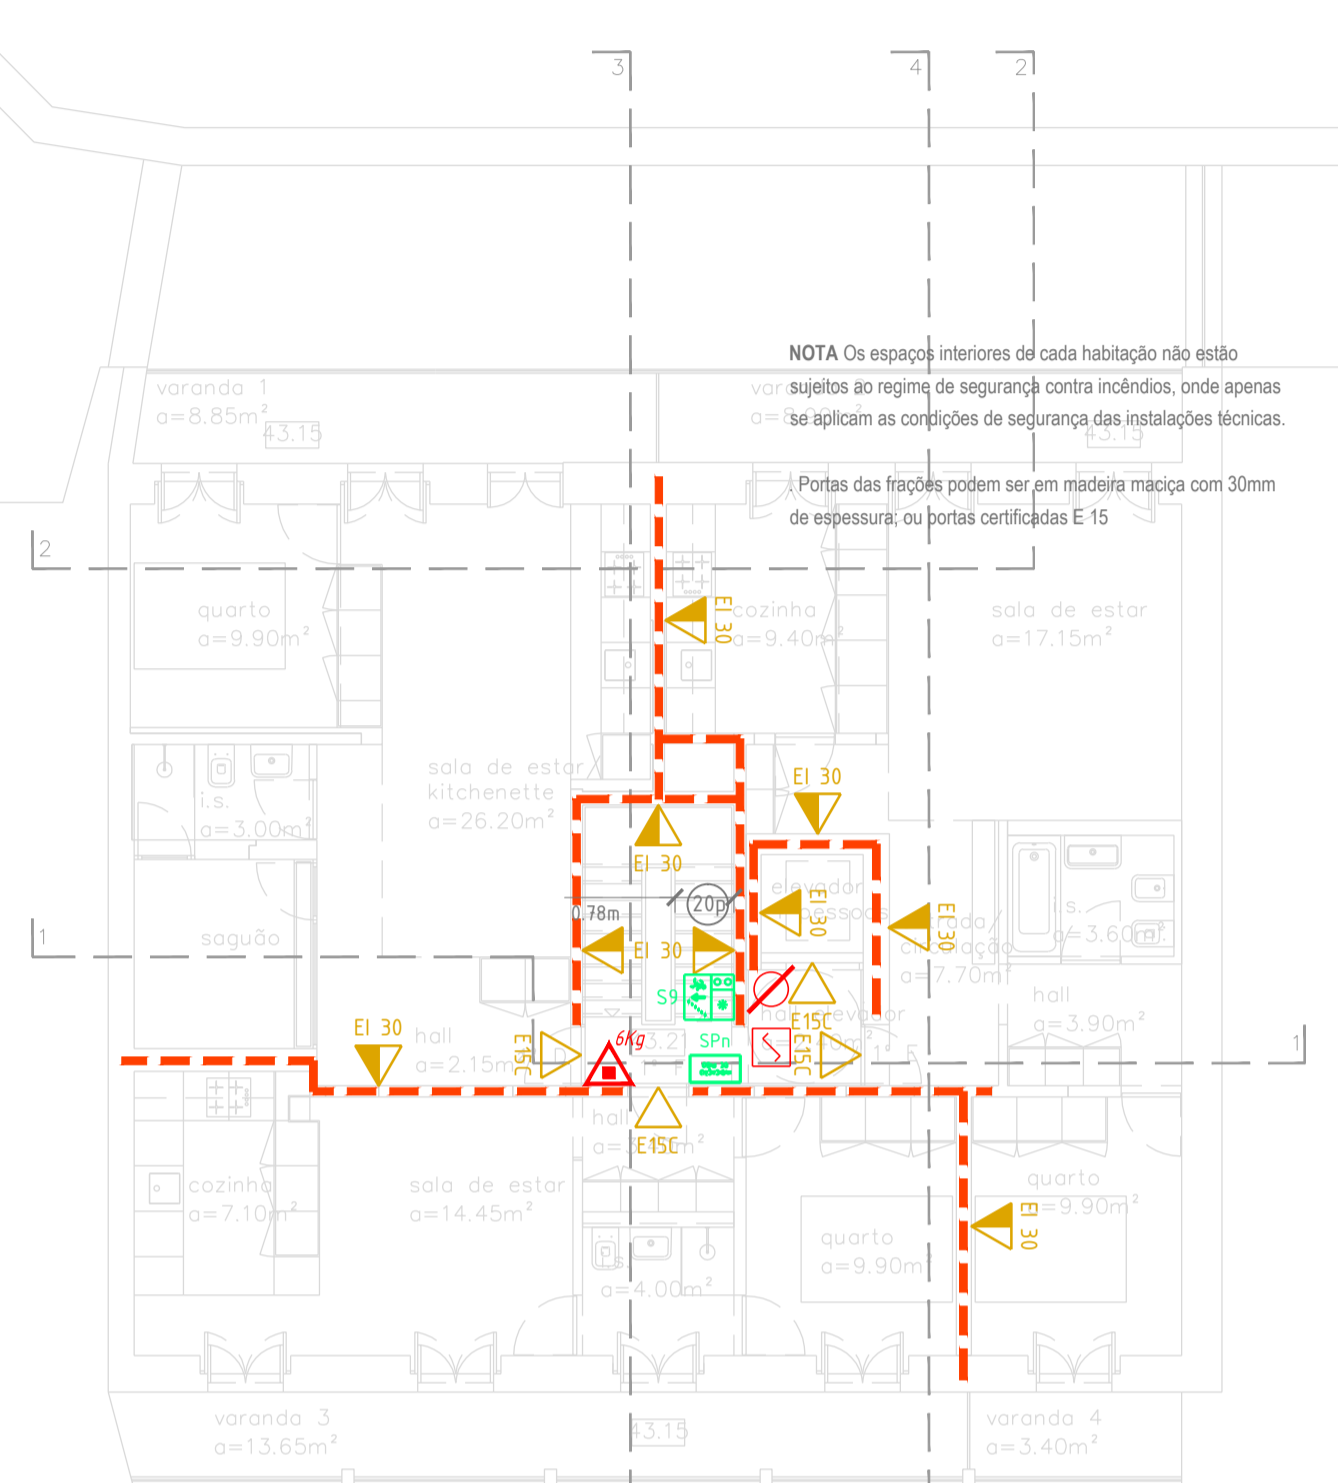 3
4
2
NOTA Os espaços interiores de cada habitação não estão
sujeitos ao regime de segurança contra incêndios, onde apenas
se aplicam as condições de segurança das instalações técnicas.
varanda 1
a=8.85m²
43.15
43.15
. Portas das frações podem ser em madeira maciça com 30mm
de espessura; ou portas certificadas E 15
2
quarto
a=9.90m²
EI 30
cozinha
a=9.40m²
sala de estar
a=17.15m²
sala de estar/
kitchenette
a=26.20m²
EI 30
i.s.
a=3.00m²
EI 30
elevador
EI 30
0.78m
20p
i.s.
a=3.60m²
EI 30
circulação
a=7.70m²
1
saguão
EI 30
S9
hall
a=3.90m²
hall elevador
E15C
EI 30
hall
a=2.15m²
E15C
6Kg
SPn
E15C
1
hall
E15C
cozinha
a=7.10m²
sala de estar
a=14.45m²
quarto
a=9.90m²
EI 30
quarto
a=9.90m²
a=4.00m²
varanda 3
a=13.65m²
43.15
varanda 4
a=3.40m²